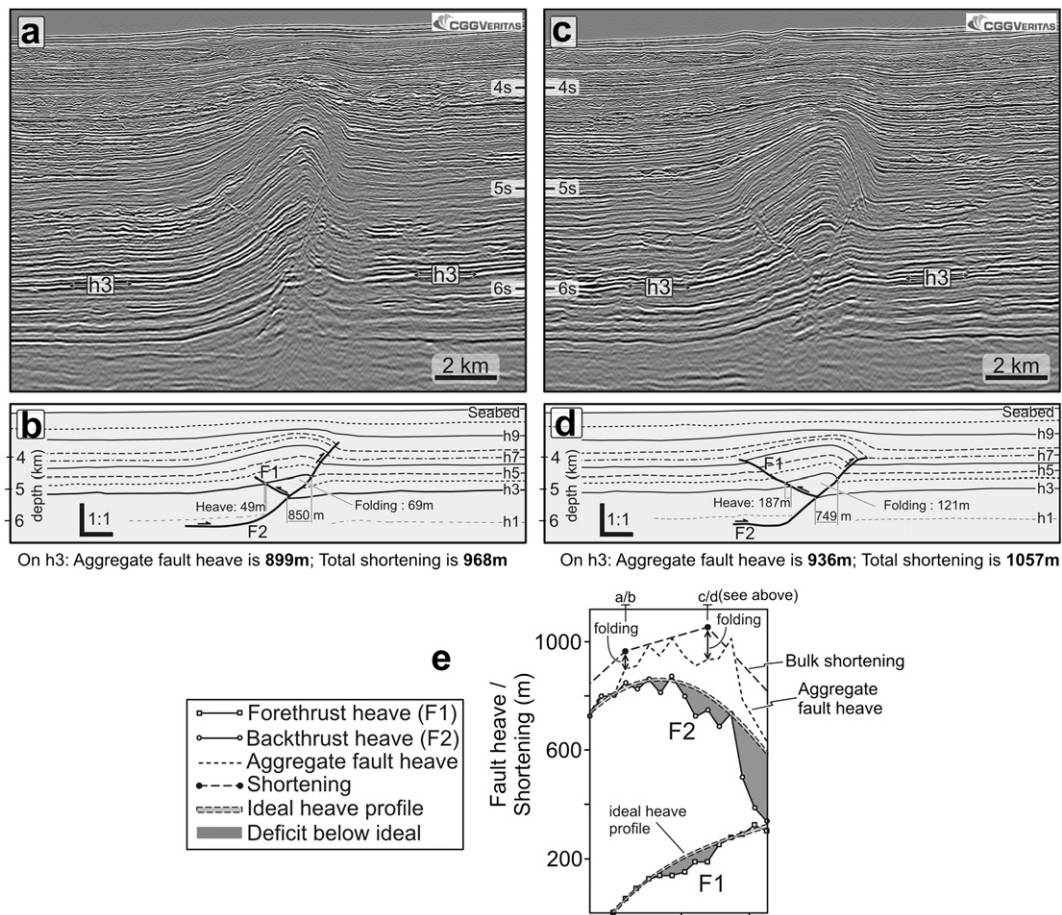 a
CGGVERITAS
c
CGGVERITAS
4s
4s
5s
5s
h3
h3
6s
h3
h3
6s
2 km
2 km
b
Seabed
h9
h7
h5
h3
h1
depth (km)
4
5
6
F1
Heave: 49m
850 m
Folding : 69m
1:1
F2
d
Seabed
h9
h7
h5
h3
h1
depth (km)
4
5
6
F1
Heave: 187m
749 m
Folding : 121m
1:1
F2
On h3: Aggregate fault heave is 899m; Total shortening is 968m
On h3: Aggregate fault heave is 936m; Total shortening is 1057m
e
a/b
c/d(see above)
folding
folding
1000
600
200
Fault heave /
Shortening (m)
Bulk shortening
Aggregate
fault heave
F2
ideal heave
profile
F1
Forethrust heave (F1)
Backthrust heave (F2)
Aggregate fault heave
Shortening
Ideal heave profile
Deficit below ideal